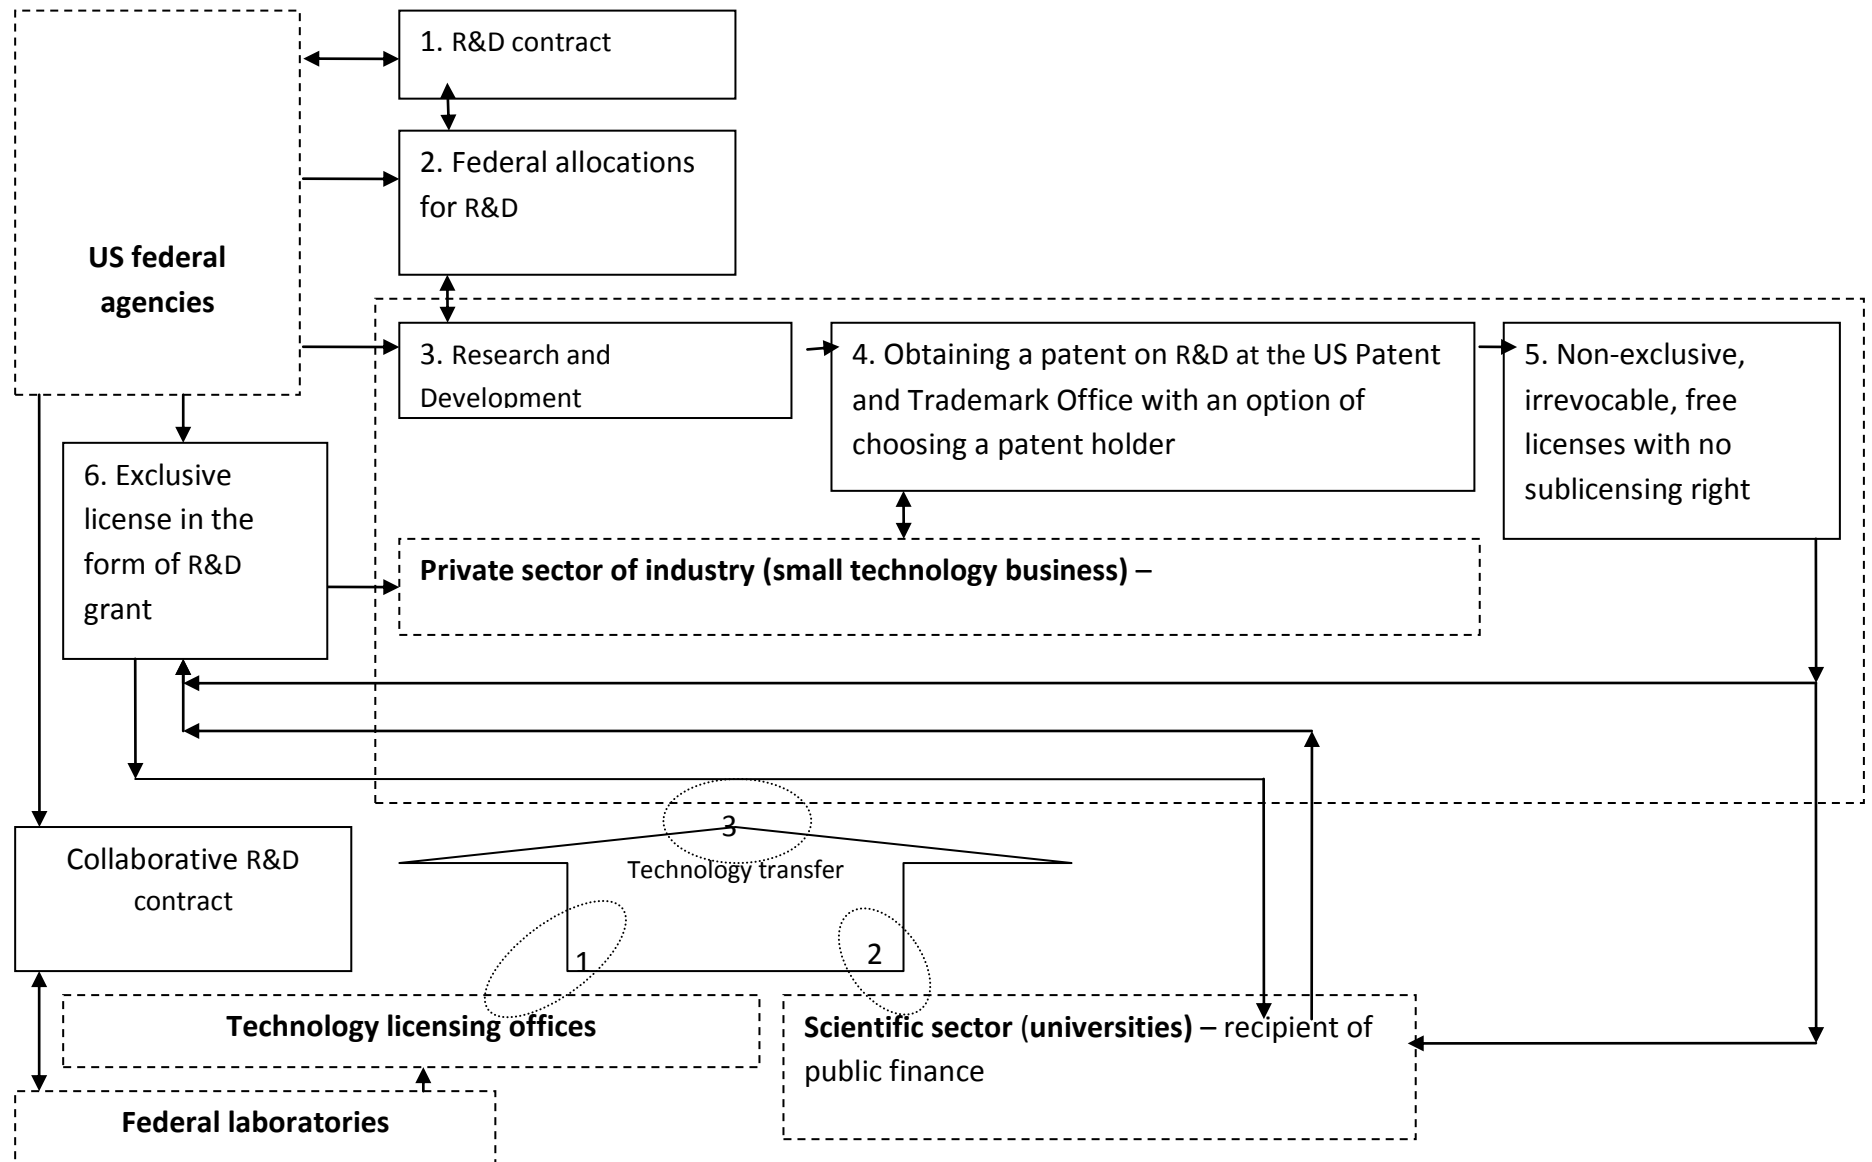 1. R&D contract
2. Federal allocations
for R&D
US federal
agencies
3. Research and
Development
4. Obtaining a patent on R&D at the US Patent
and Trademark Office with an option of
choosing a patent holder
5. Non-exclusive,
irrevocable, free
licenses with no
sublicensing right
6. Exclusive
license in the
form of R&D
grant
Private sector of industry (small technology business) –
3
Technology transfer
Collaborative R&D
contract
1
2
Technology licensing offices
Scientific sector (universities) – recipient of
public finance
Federal laboratories